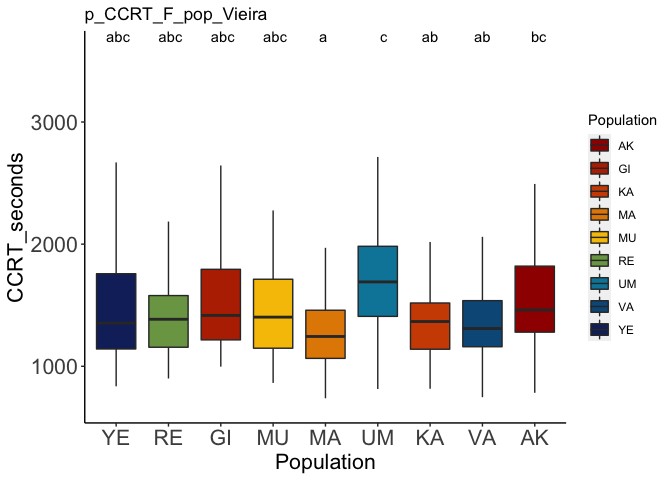 p_CCRT_F_pop_Vieira
abc abc abc abc a c ab ab bc
CCRT_seconds
3000
2000
1000
YE RE GI MU MA UM KA VA AK
Population
Population
AK
GI
KA
MA
MU
RE
UM
VA
YE